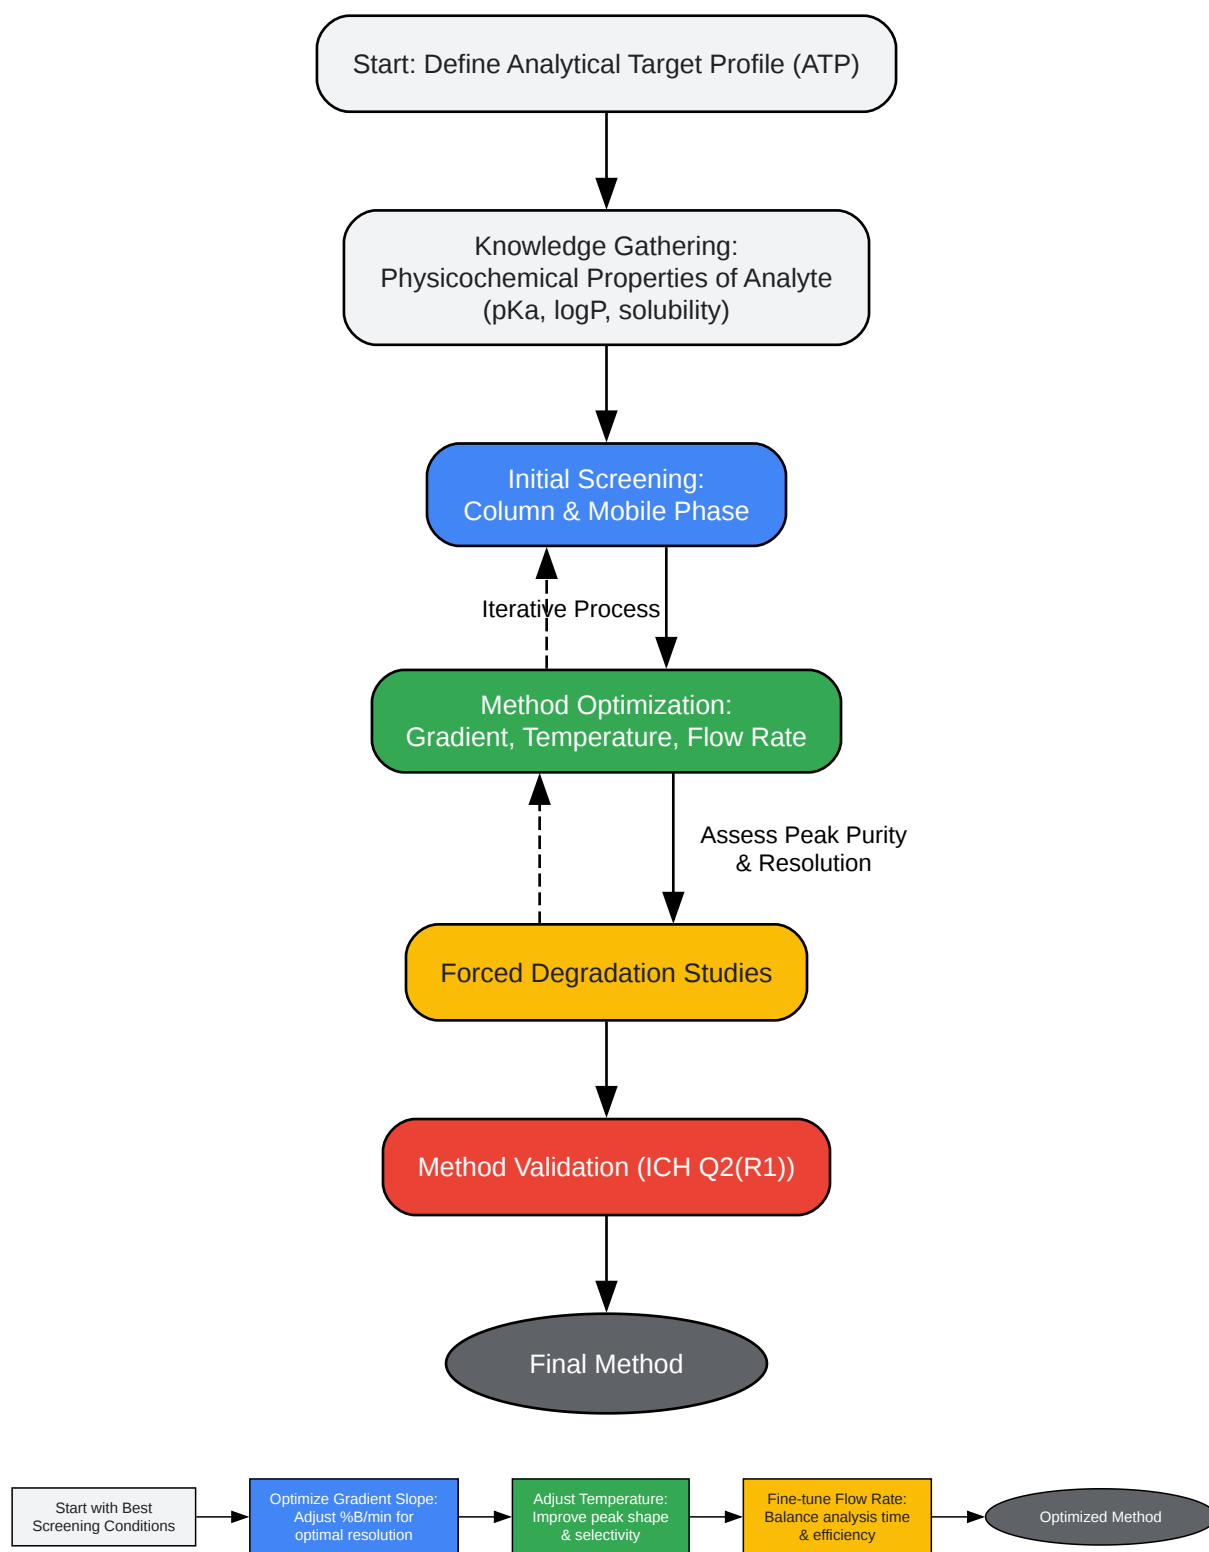 Start: Define Analytical Target Profile (ATP)
Knowledge Gathering:
Physicochemical Properties of Analyte
(pKa, logP, solubility)
Initial Screening:
Column & Mobile Phase
Iterative Process
Method Optimization:
Gradient, Temperature, Flow Rate
Assess Peak Purity
& Resolution
Forced Degradation Studies
Method Validation (ICH Q2(R1))
Final Method
Start with Best
Screening Conditions
Optimize Gradient Slope:
Adjust %B/min for
optimal resolution
Adjust Temperature:
Improve peak shape
& selectivity
Fine-tune Flow Rate:
Balance analysis time
& efficiency
Optimized Method